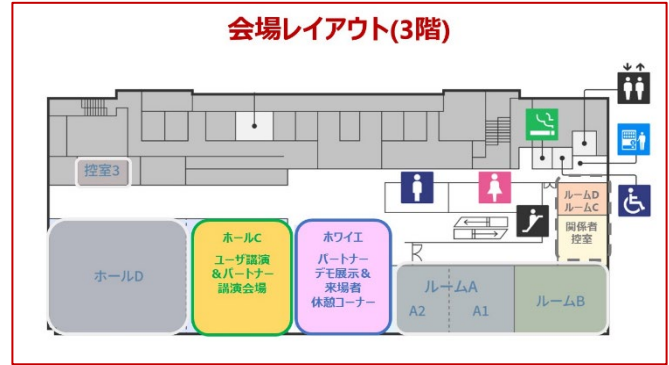 会場レイアウト(3階)
控室3
ルームD
ルームC
関係者
控室
ホールD
ホールC
ユーザ講演
&パートナー
講演会場
ホワイエ
パートナー
デモ展示&
来場者
休憩コーナー
ルームA
A2
A1
ルームB